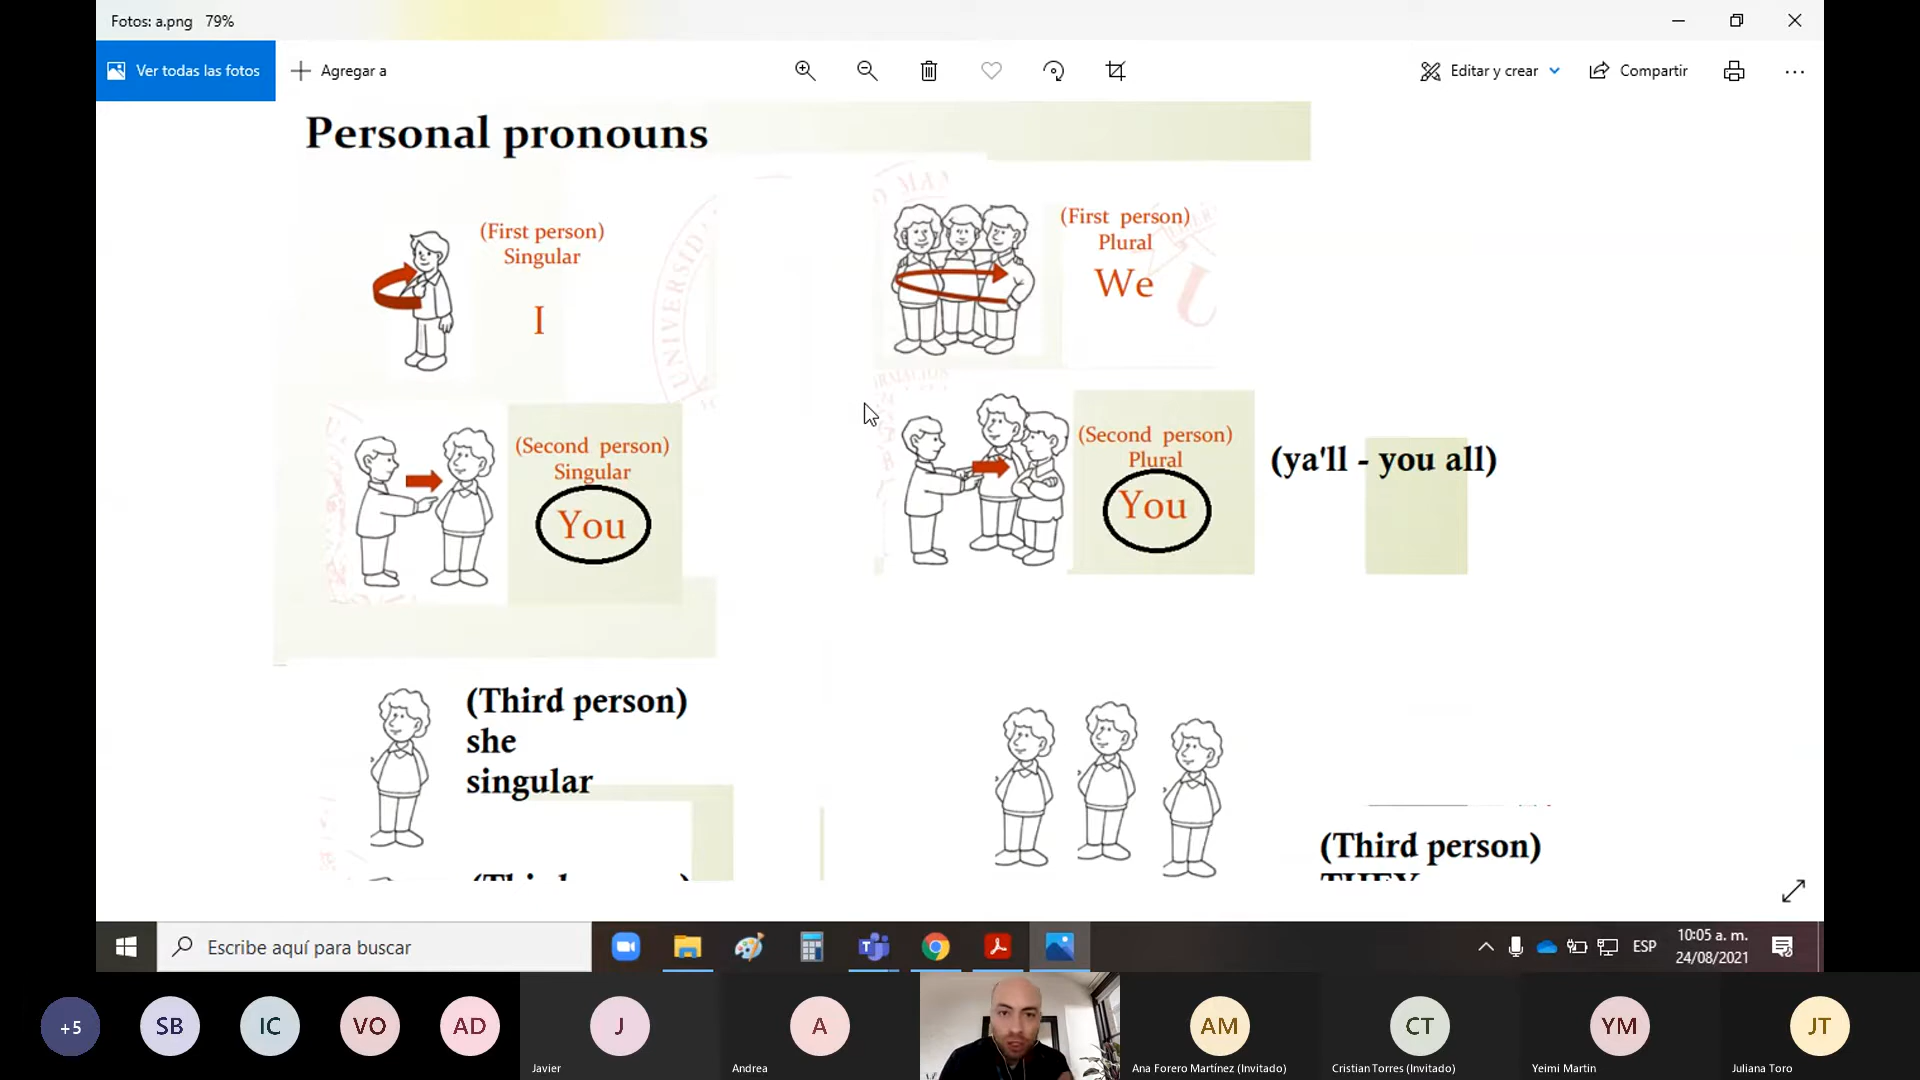 Fotos: a.png 79%
Ver todas las fotos
Agregar a
Editar y crear
Compartir
Personal pronouns
(First person)
Singular
I
(First person)
Plural
We
UNIVERSIDA
(Second person)
Singular
You
(Second person)
Plural
You
(ya'll - you all)
(Third person)
she
singular
(Third person)
THEY
Escribe aquí para buscar
ESP
10:05 a. m.
24/08/2021
+5
SB
IC
VO
AD
J
Javier
A
Andrea
AM
Ana Forero Martínez (Invitado)
CT
Cristian Torres (Invitado)
YM
Yeimi Martin
JT
Juliana Toro